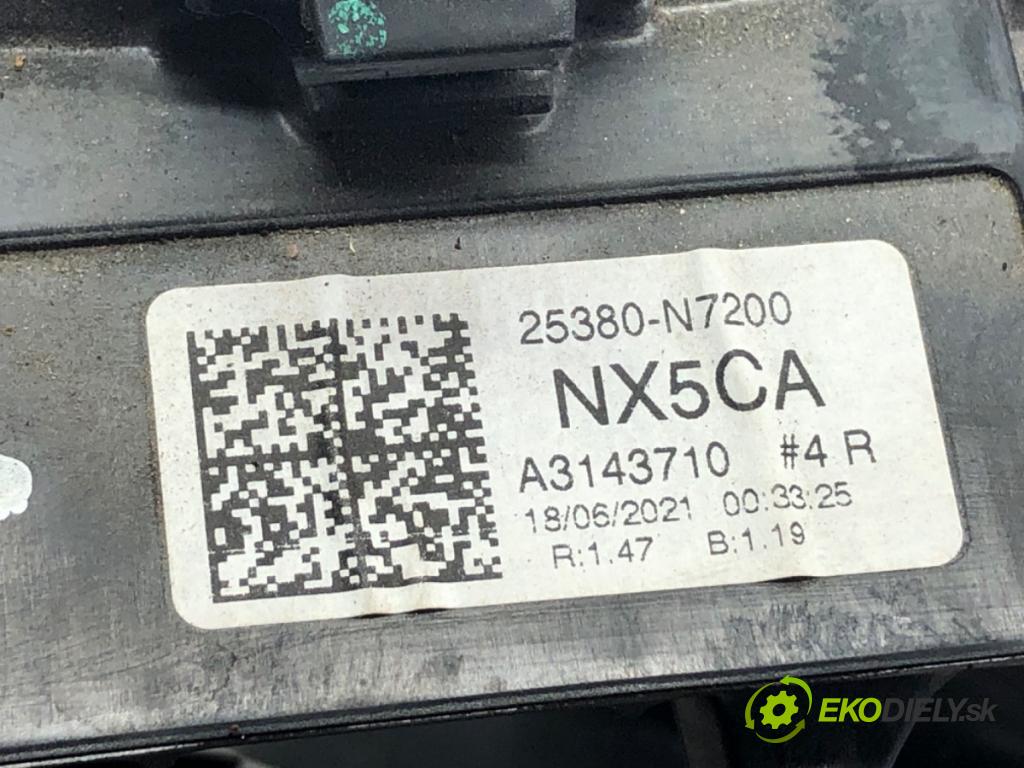 25380-N7200
NX5CA
A3143710 #4 R
18/06/2021 00:33:25
R:1.47 B:1.19
EKODIELY.sk